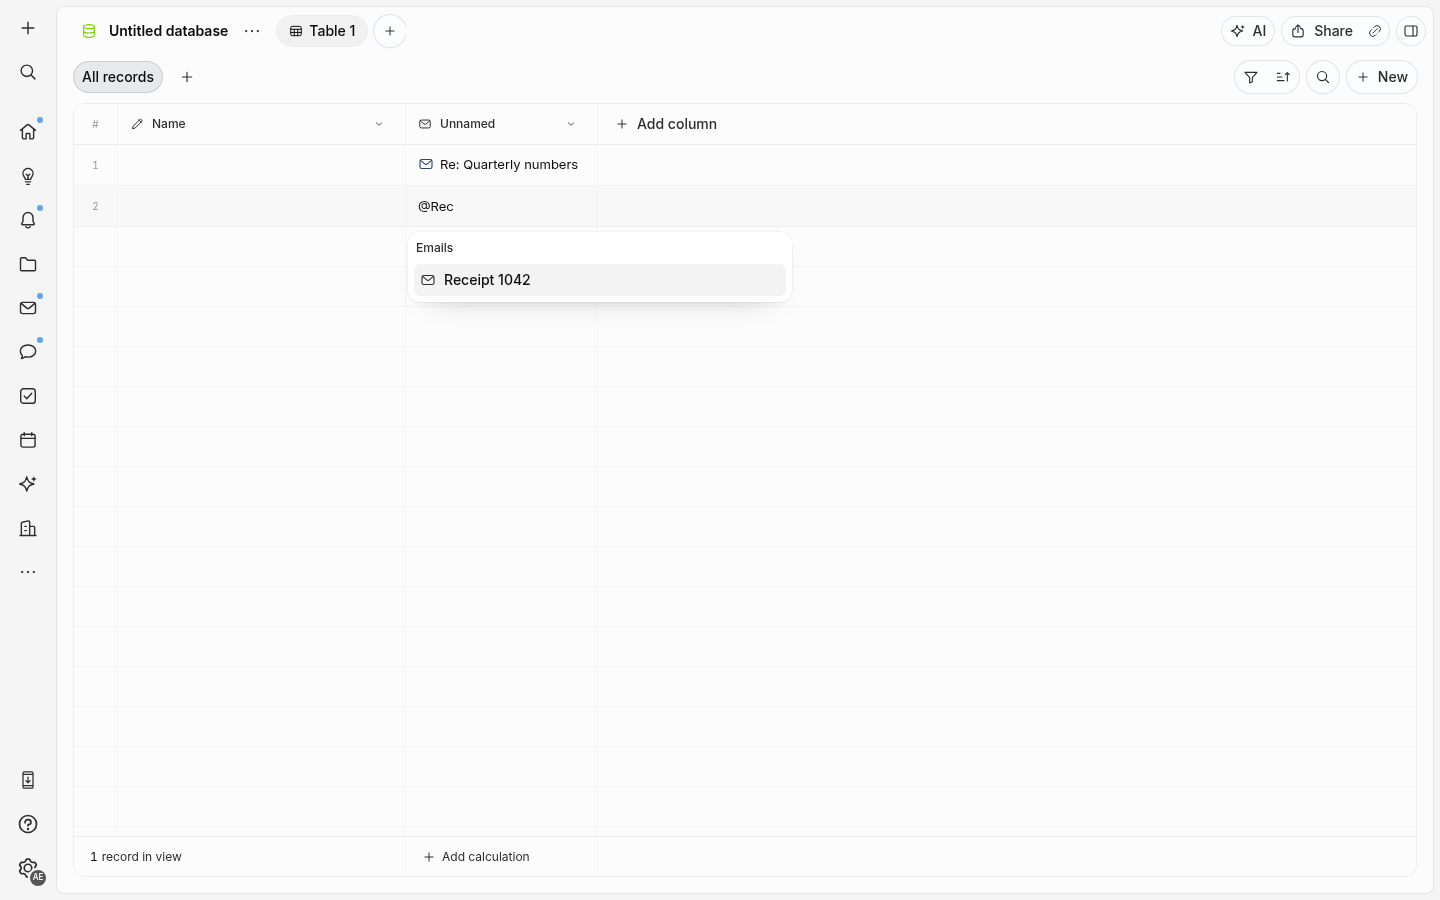 Untitled database
Table 1
AI
Share
All records
New
#
Name
Unnamed
Add column
1
Re: Quarterly numbers
2
@Rec
Emails
Receipt 1042
1 record in view
Add calculation
AE